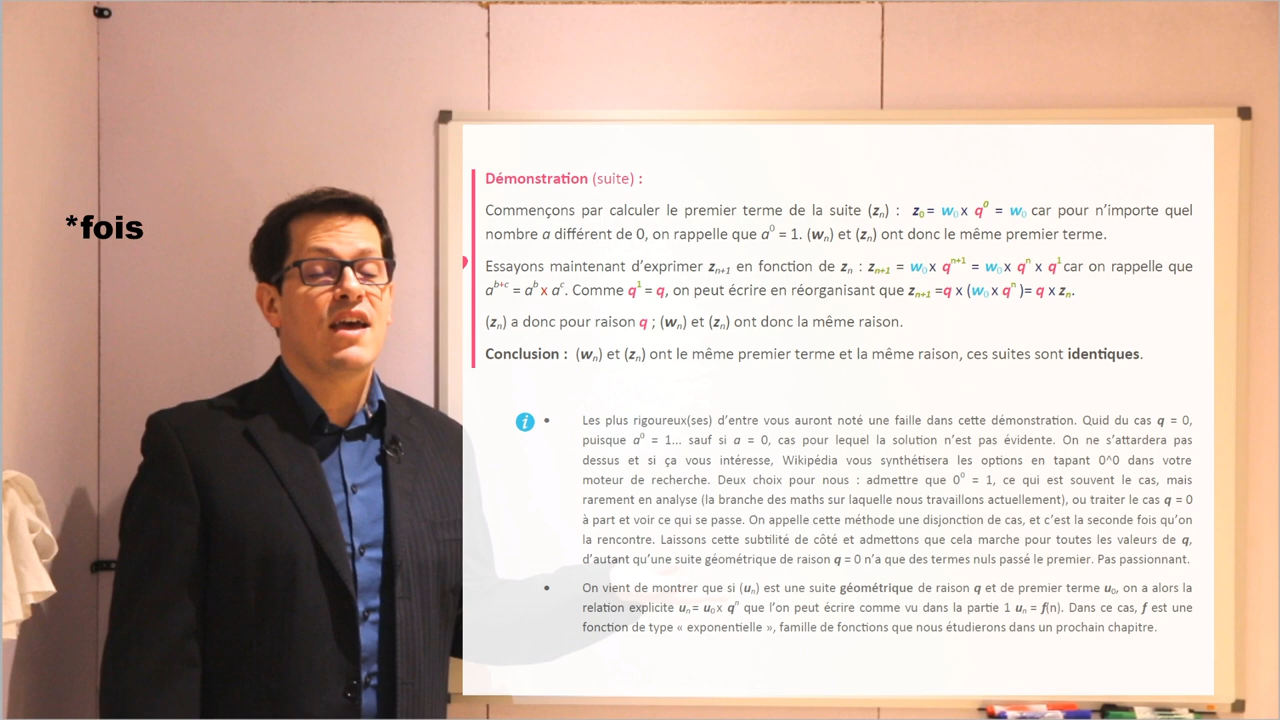 *fois
Démonstration (suite) :
Commençons par calculer le premier terme de la suite (zₙ) : z₀ = w₀ x q⁰ = w₀ car pour n’importe quel
nombre a différent de 0, on rappelle que a⁰ = 1. (wₙ) et (zₙ) ont donc le même premier terme.
Essayons maintenant d’exprimer zₙ₊₁ en fonction de zₙ : zₙ₊₁ = w₀ x qⁿ⁺¹ = w₀ x qⁿ x q¹ car on rappelle que
aᵇ⁺ᶜ = aᵇ x aᶜ. Comme q¹ = q, on peut écrire en réorganisant que zₙ₊₁ =q x (w₀ x qⁿ )= q x zₙ.
(zₙ) a donc pour raison q ; (wₙ) et (zₙ) ont donc la même raison.
Conclusion : (wₙ) et (zₙ) ont le même premier terme et la même raison, ces suites sont identiques.
i • Les plus rigoureux(ses) d’entre vous auront noté une faille dans cette démonstration. Quid du cas q = 0,
puisque a⁰ = 1... sauf si a = 0, cas pour lequel la solution n’est pas évidente. On ne s’attardera pas
dessus et si ça vous intéresse, Wikipédia vous synthétisera les options en tapant 0^0 dans votre
moteur de recherche. Deux choix pour nous : admettre que 0⁰ = 1, ce qui est souvent le cas, mais
rarement en analyse (la branche des maths sur laquelle nous travaillons actuellement), ou traiter le cas q = 0
à part et voir ce qui se passe. On appelle cette méthode une disjonction de cas, et c’est la seconde fois qu’on
la rencontre. Laissons cette subtilité de côté et admettons que cela marche pour toutes les valeurs de q,
d’autant qu’une suite géométrique de raison q = 0 n’a que des termes nuls passé le premier. Pas passionnant.
• On vient de montrer que si (uₙ) est une suite géométrique de raison q et de premier terme u₀, on a alors la
relation explicite uₙ = u₀ x qⁿ que l’on peut écrire comme vu dans la partie 1 uₙ = f(n). Dans ce cas, f est une
fonction de type « exponentielle », famille de fonctions que nous étudierons dans un prochain chapitre.